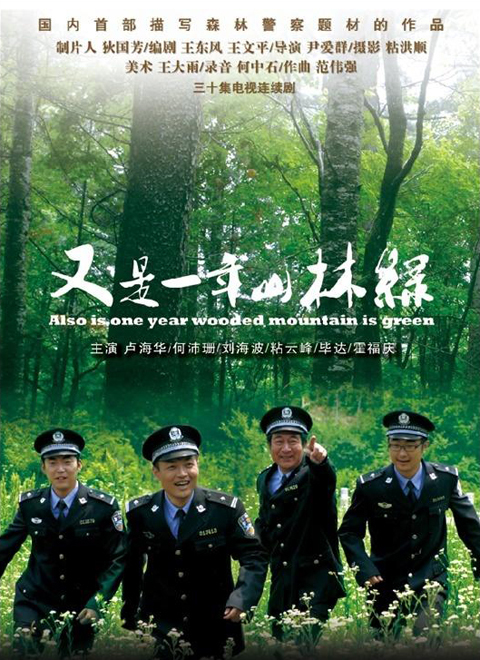 国内首部描写森林警察题材的作品
制片人 狄国芳/编剧 王东风 王文平/导演 尹爱群/摄影 粘洪顺
美术 王大雨/录音 何中石/作曲 范伟强
三十集电视连续剧
又是一年山林绿
Also is one year wooded mountain is green
主演 卢海华/何沛珊/刘海波/粘云峰/毕达/霍福庆